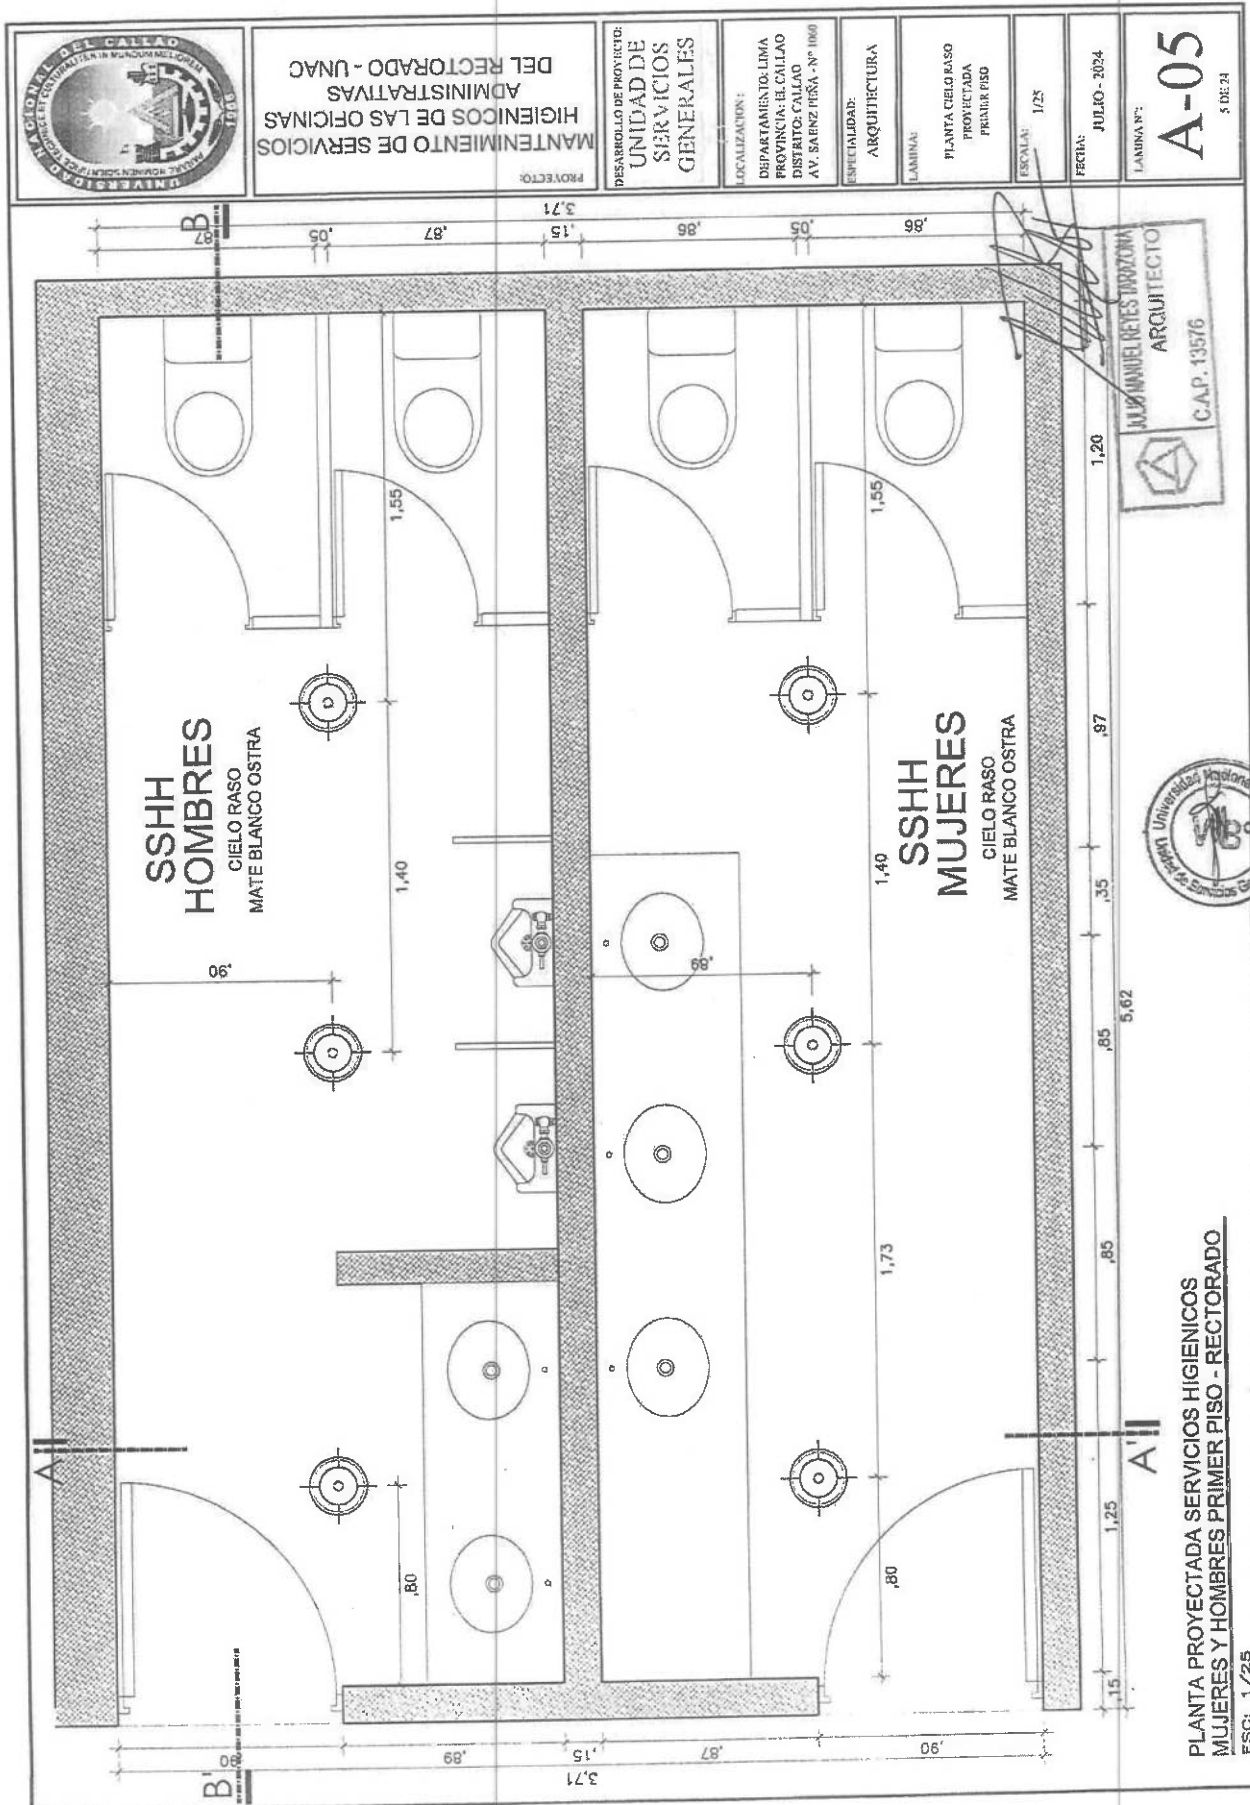 UNIVERSIDAD NACIONAL DEL CALLAO
PROYECTO:
MANTENIMIENTO DE SERVICIOS
HIGIENICOS DE LAS OFICINAS
ADMINISTRATIVAS
DEL RECTORADO - UNAC
DESARROLLO DE PROYECTO:
UNIDAD DE
SERVICIOS
GENERALES
LOCALIZACION:
DEPARTAMENTO: LIMA
PROVINCIA: EL CALLAO
DISTRITO: CALLAO
AV. SAENZ PEÑA - Nº 1060
ESPECIALIDAD:
ARQUITECTURA
LAMINA:
PLANTA CIELO RASO
PROYECTADA
PRIMER PISO
ESCALA: 1/25
FECHA:
JULIO - 2024
LAMINA Nº:
A-05
5 DE 24
B
,87
,05
,87
,15
,86
,05
,86
3,71
SSHH
HOMBRES
CIELO RASO
MATE BLANCO OSTRA
1,55
1,40
,90
,80
SSHH
MUJERES
CIELO RASO
MATE BLANCO OSTRA
1,55
1,40
,89
1,73
,80
A
A'
B'
,90
,89
,15
,87
,90
3,71
,15
1,25
,85
,85
,35
,97
1,20
5,62
JULIO MANUEL REYES TARAZONA
ARQUITECTO
C.A.P. 13576
PLANTA PROYECTADA SERVICIOS HIGIENICOS
MUJERES Y HOMBRES PRIMER PISO - RECTORADO
ESC: 1/25